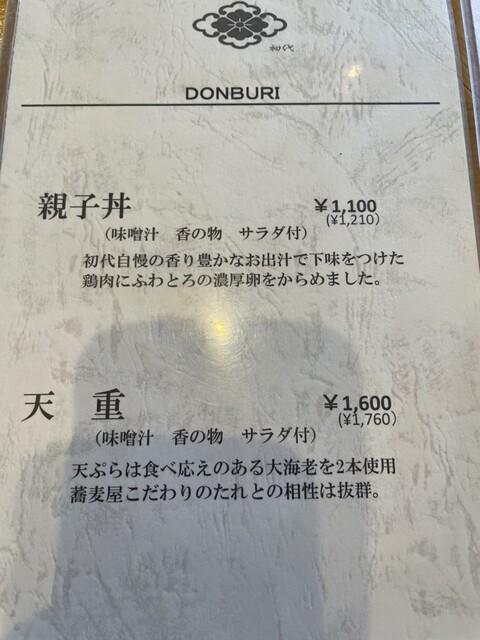 初代
DONBURI
親子丼 ¥1,100
(¥1,210)
(味噌汁 香の物 サラダ付)
初代自慢の香り豊かなお出汁で下味をつけた
鶏肉にふわとろの濃厚卵をからめました。
天 重 ¥1,600
(¥1,760)
(味噌汁 香の物 サラダ付)
天ぷらは食べ応えのある大海老を2本使用
蕎麦屋こだわりのたれとの相性は抜群。